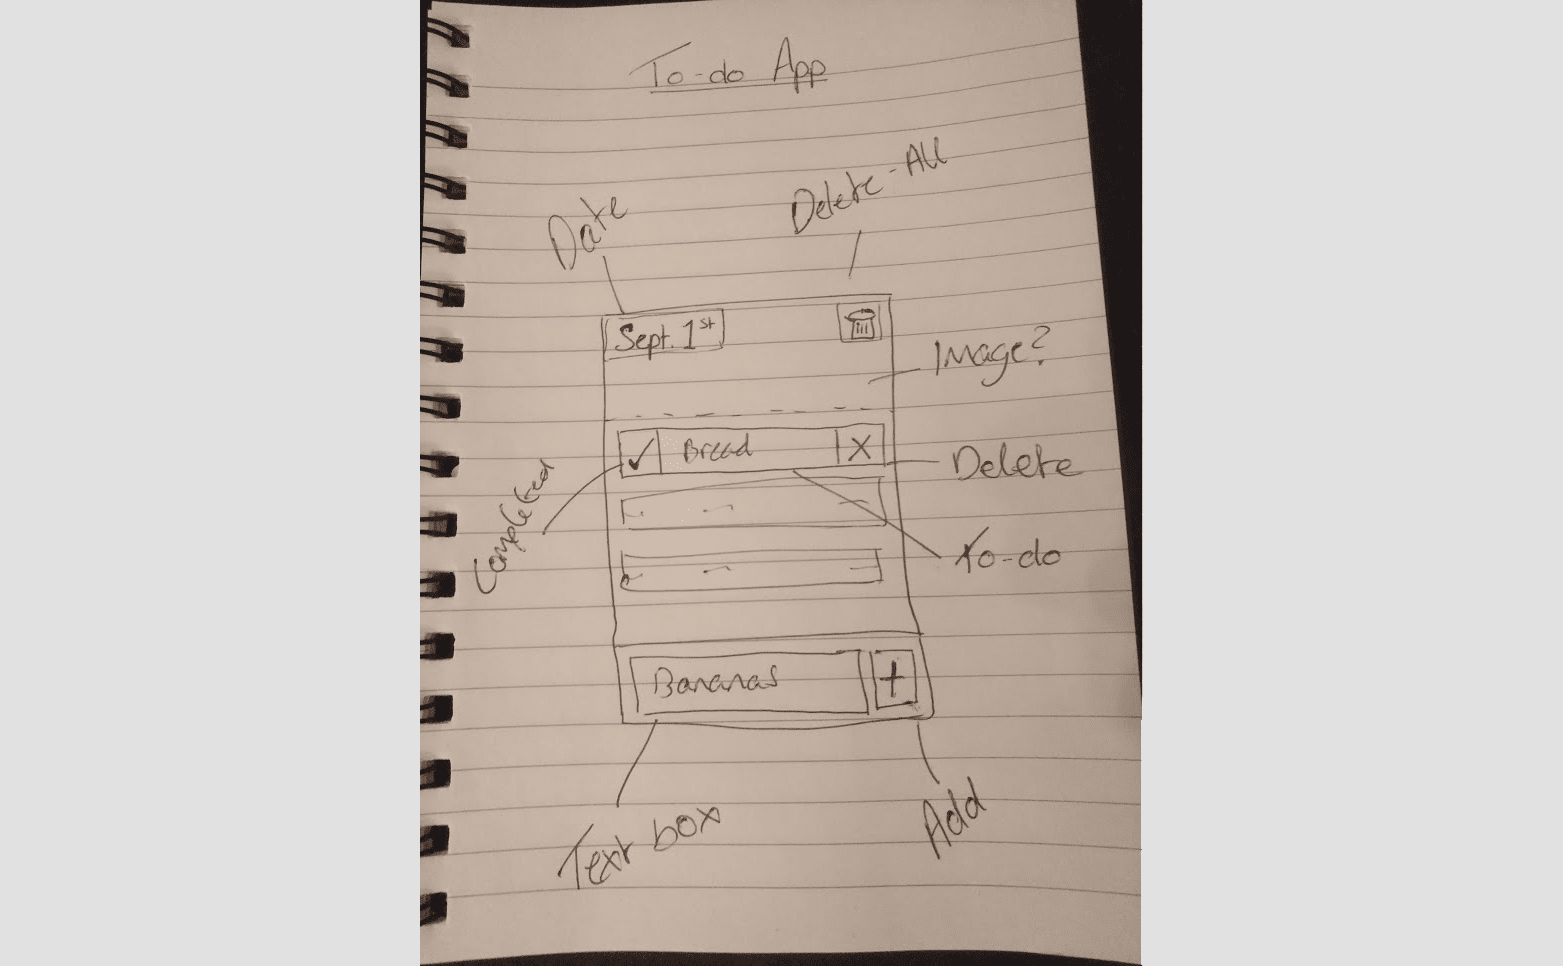 To-do App
Delete-All
Date
Sept. 1st
Image?
Bread
X
Delete
Completed
To-do
Bananas
+
Text box
Add